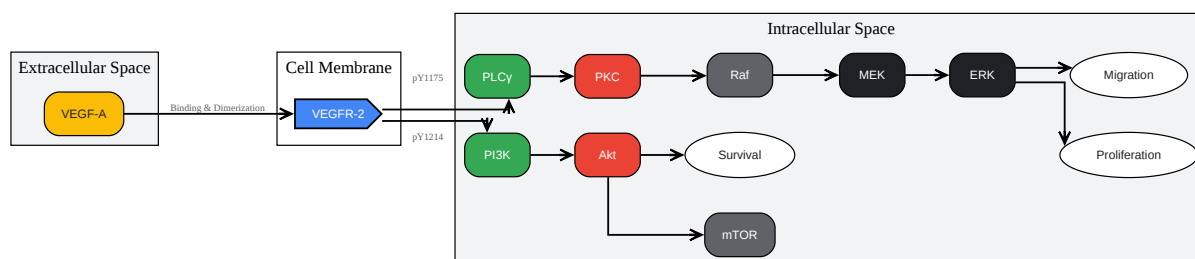 Intracellular Space
Extracellular Space
Cell Membrane
pY1175
PLCγ
PKC
Raf
MEK
ERK
Migration
VEGF-A
Binding & Dimerization
VEGFR-2
pY1214
PI3K
Akt
Survival
Proliferation
mTOR